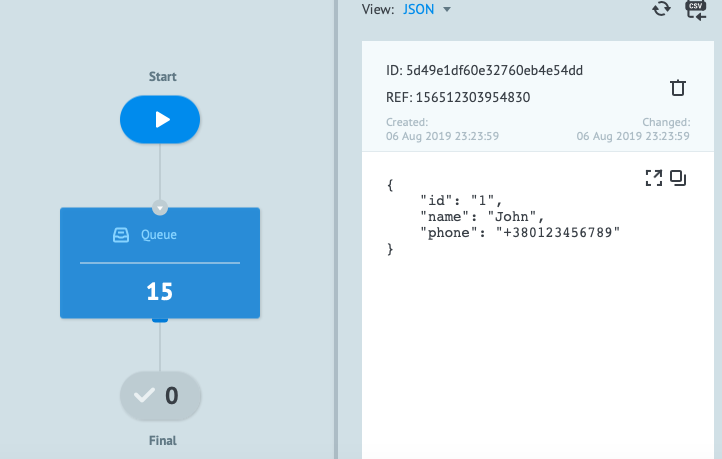 View: JSON
CSV
Start
Queue
15
0
Final
ID: 5d49e1df60e32760eb4e54dd
REF: 156512303954830
Created:
06 Aug 2019 23:23:59
Changed:
06 Aug 2019 23:23:59
{
    "id": "1",
    "name": "John",
    "phone": "+380123456789"
}